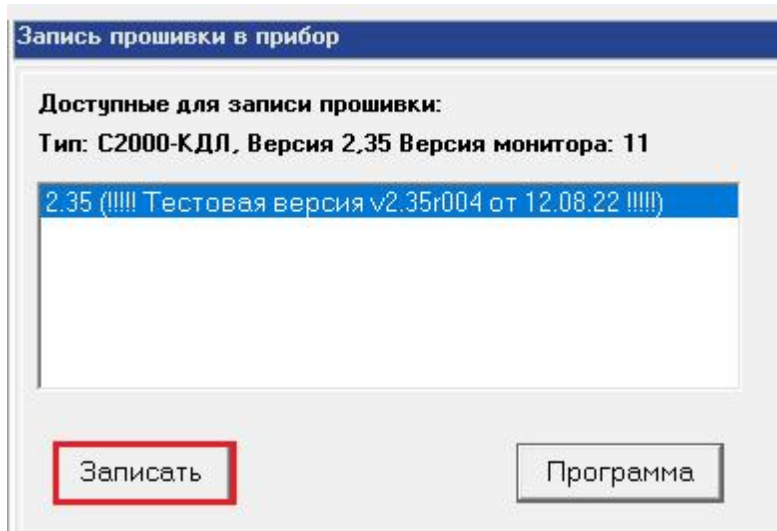 Запись прошивки в прибор
Доступные для записи прошивки:
Тип: С2000-КДЛ, Версия 2,35 Версия монитора: 11
2.35 (!!!!! Тестовая версия v2.35r004 от 12.08.22 !!!!!)
Записать
Программа